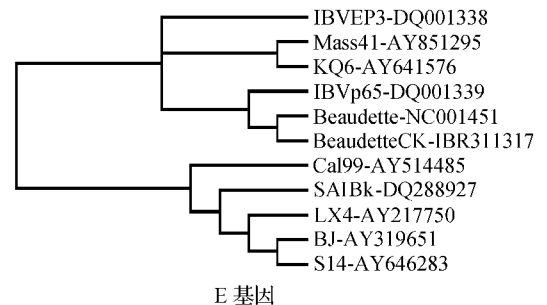 IBVEP3-DQ001338
Mass41-AY851295
KQ6-AY641576
IBVp65-DQ001339
Beaudette-NC001451
BeaudetteCK-IBR311317
Cal99-AY514485
SAIBk-DQ288927
LX4-AY217750
BJ-AY319651
S14-AY646283
E 基因